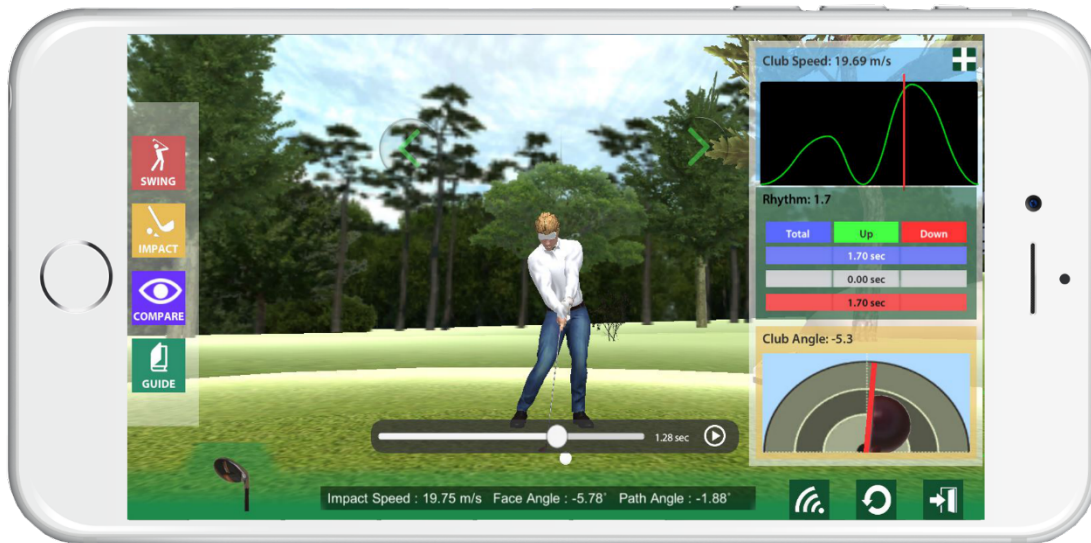 SWING
IMPACT
COMPARE
GUIDE
Club Speed: 19.69 m/s
Rhythm: 1.7
Total Up Down
1.70 sec
0.00 sec
1.70 sec
Club Angle: -5.3
1.28 sec
Impact Speed : 19.75 m/s Face Angle : -5.78° Path Angle : -1.88°